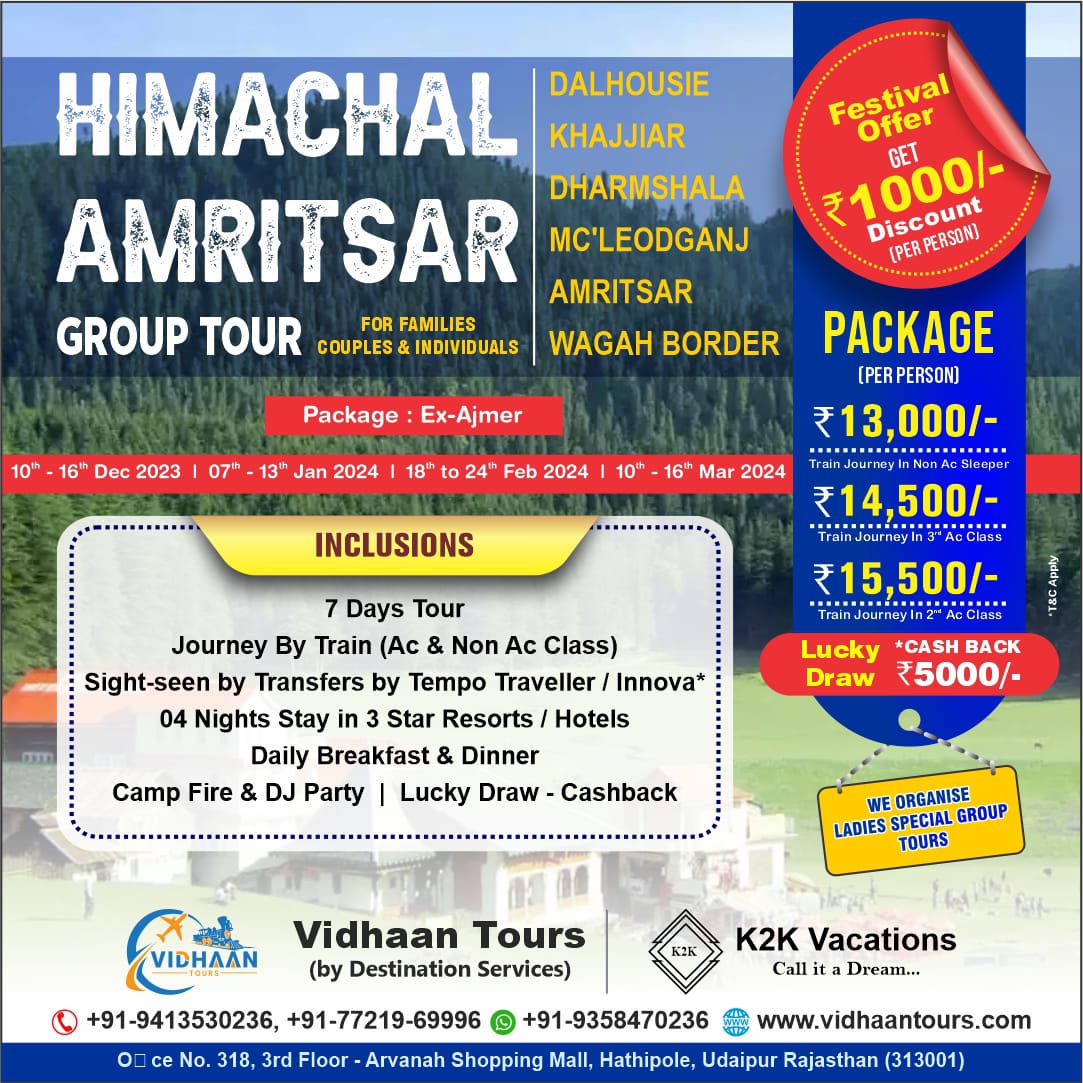 HIMACHAL
AMRITSAR
GROUP TOUR
FOR FAMILIES
COUPLES & INDIVIDUALS
DALHOUSIE
KHAJJIAR
DHARMSHALA
MC'LEODGANJ
AMRITSAR
WAGAH BORDER
Festival
Offer
GET
₹1000/-
Discount
(PER PERSON)
PACKAGE
(PER PERSON)
₹13,000/-
Train Journey In Non Ac Sleeper
₹14,500/-
Train Journey In 3rd Ac Class
₹15,500/-
Train Journey In 2nd Ac Class
*T&C Apply
Lucky
Draw
*CASH BACK
₹5000/-
WE ORGANISE
LADIES SPECIAL GROUP
TOURS
Package : Ex-Ajmer
10th - 16th Dec 2023 | 07th - 13th Jan 2024 | 18th to 24th Feb 2024 | 10th - 16th Mar 2024
INCLUSIONS
7 Days Tour
Journey By Train (Ac & Non Ac Class)
Sight-seen by Transfers by Tempo Traveller / Innova*
04 Nights Stay in 3 Star Resorts / Hotels
Daily Breakfast & Dinner
Camp Fire & DJ Party | Lucky Draw - Cashback
VIDHAAN
TOURS
Vidhaan Tours
(by Destination Services)
K2K
K2K Vacations
Call it a Dream...
+91-9413530236, +91-77219-69996 +91-9358470236 www.vidhaantours.com
O□ce No. 318, 3rd Floor - Arvanah Shopping Mall, Hathipole, Udaipur Rajasthan (313001)